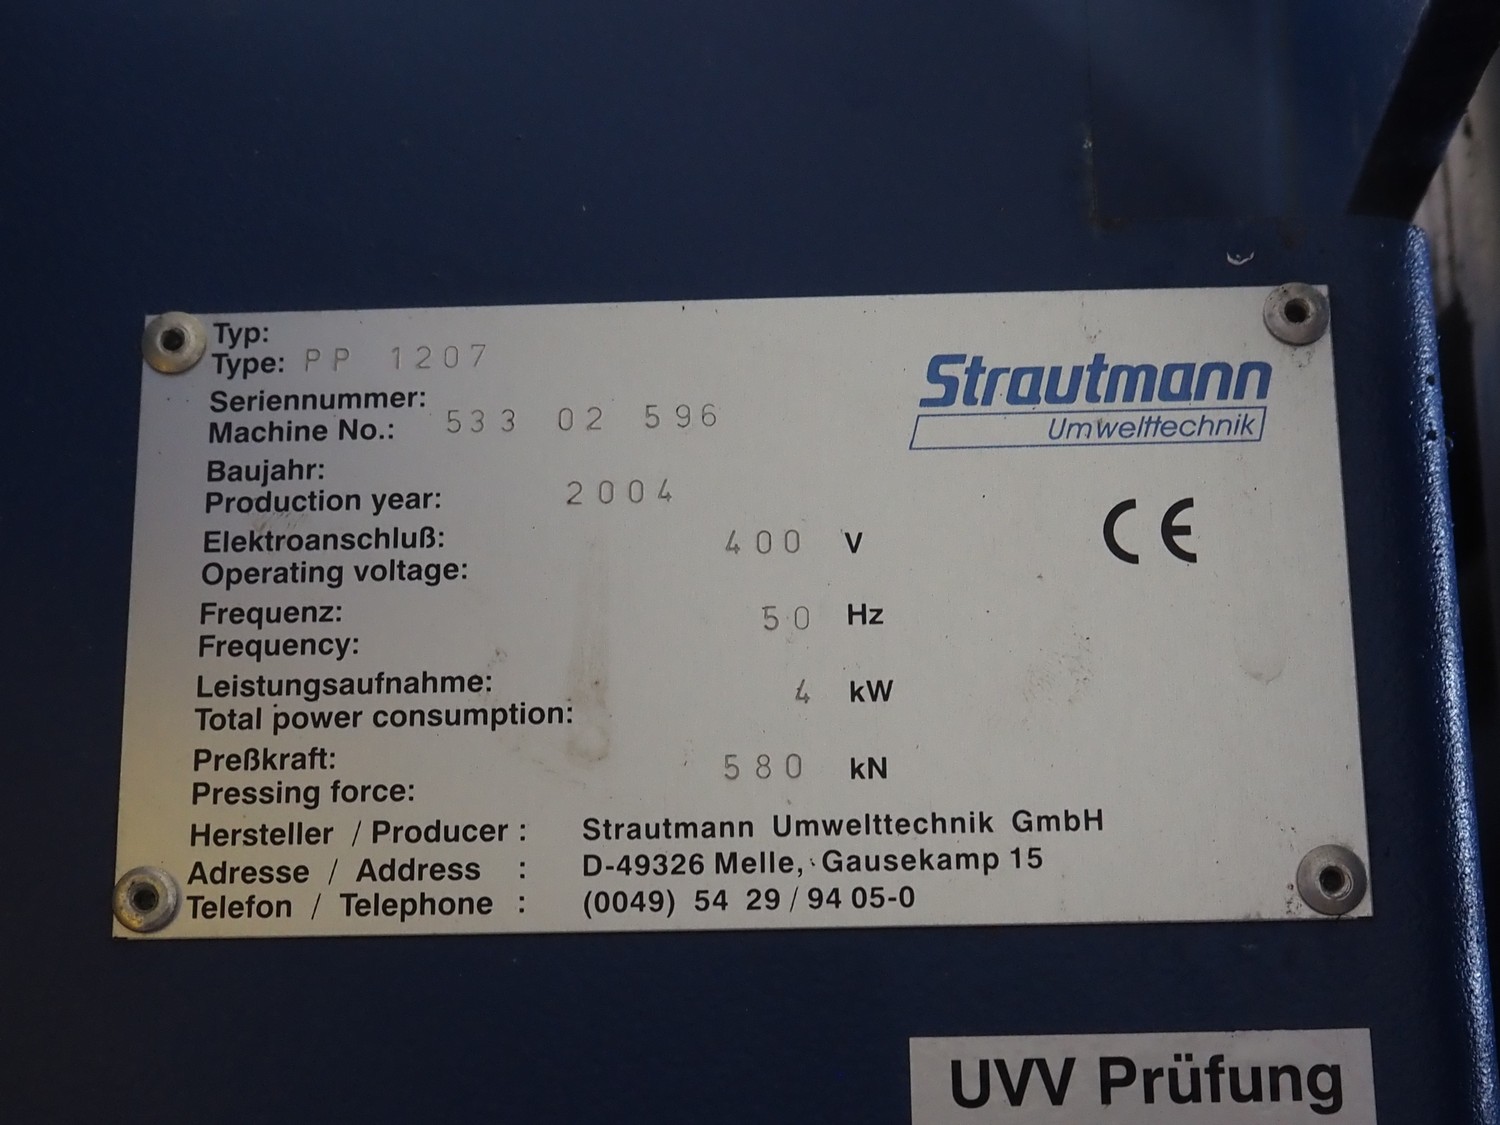 Typ:
Type: PP 1207
Seriennummer:
Machine No.: 533 02 596
Baujahr:
Production year: 2004
Elektroanschluß: 400 V
Operating voltage:
Frequenz: 50 Hz
Frequency:
Leistungsaufnahme: 4 kW
Total power consumption:
Preßkraft: 580 kN
Pressing force:
Hersteller / Producer : Strautmann Umwelttechnik GmbH
Adresse / Address : D-49326 Melle, Gausekamp 15
Telefon / Telephone : (0049) 54 29 / 94 05-0
Strautmann
Umwelttechnik
CE
UVV Prüfung